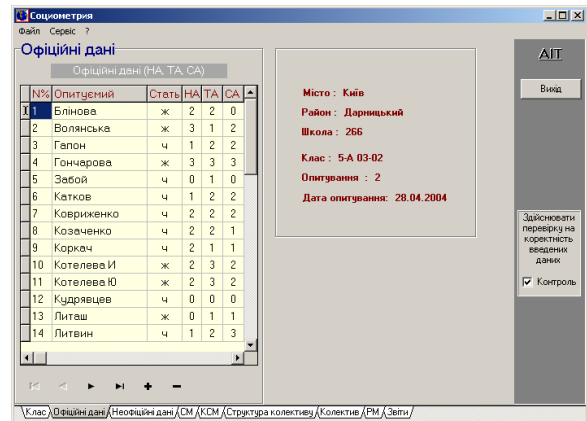 Социометрия
Файл Сервіс ?
Офіційні дані
Офіційні дані (НА, ТА, СА)
N% Опитуємий Стать НА ТА СА
1 Блінова ж 2 2 0
2 Волянська ж 3 1 2
3 Гапон ч 1 2 2
4 Гончарова ж 3 3 3
5 Забой ч 0 1 0
6 Катков ч 1 2 2
7 Ковриженко ч 2 2 2
8 Козаченко ч 2 2 1
9 Коркач ч 2 1 1
10 Котелева И ж 2 3 2
11 Котелева Ю ж 2 3 2
12 Кудрявцев ч 0 0 0
13 Литаш ж 0 1 1
14 Литвин ч 1 2 3
Місто : Київ
Район : Дарницький
Школа : 266
Клас : 5-А 03-02
Опитування : 2
Дата опитування: 28.04.2004
АІТ
Вихід
Здійснювати
перевірку на
коректність
введених
даних
Контроль
Клас Офіційні дані Неофіційні дані СМ КСМ Структура колективу Колектив РМ Звіти